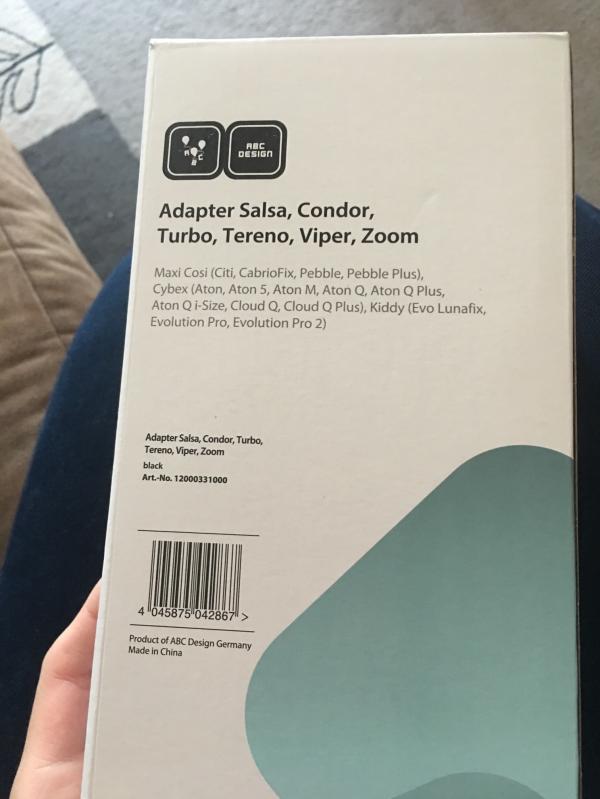 A B C
ABC
DESIGN
Adapter Salsa, Condor,
Turbo, Tereno, Viper, Zoom
Maxi Cosi (Citi, CabrioFix, Pebble, Pebble Plus),
Cybex (Aton, Aton 5, Aton M, Aton Q, Aton Q Plus,
Aton Q i-Size, Cloud Q, Cloud Q Plus), Kiddy (Evo Lunafix,
Evolution Pro, Evolution Pro 2)
Adapter Salsa, Condor, Turbo,
Tereno, Viper, Zoom
black
Art.-No. 12000331000
4 045875 042867 >
Product of ABC Design Germany
Made in China